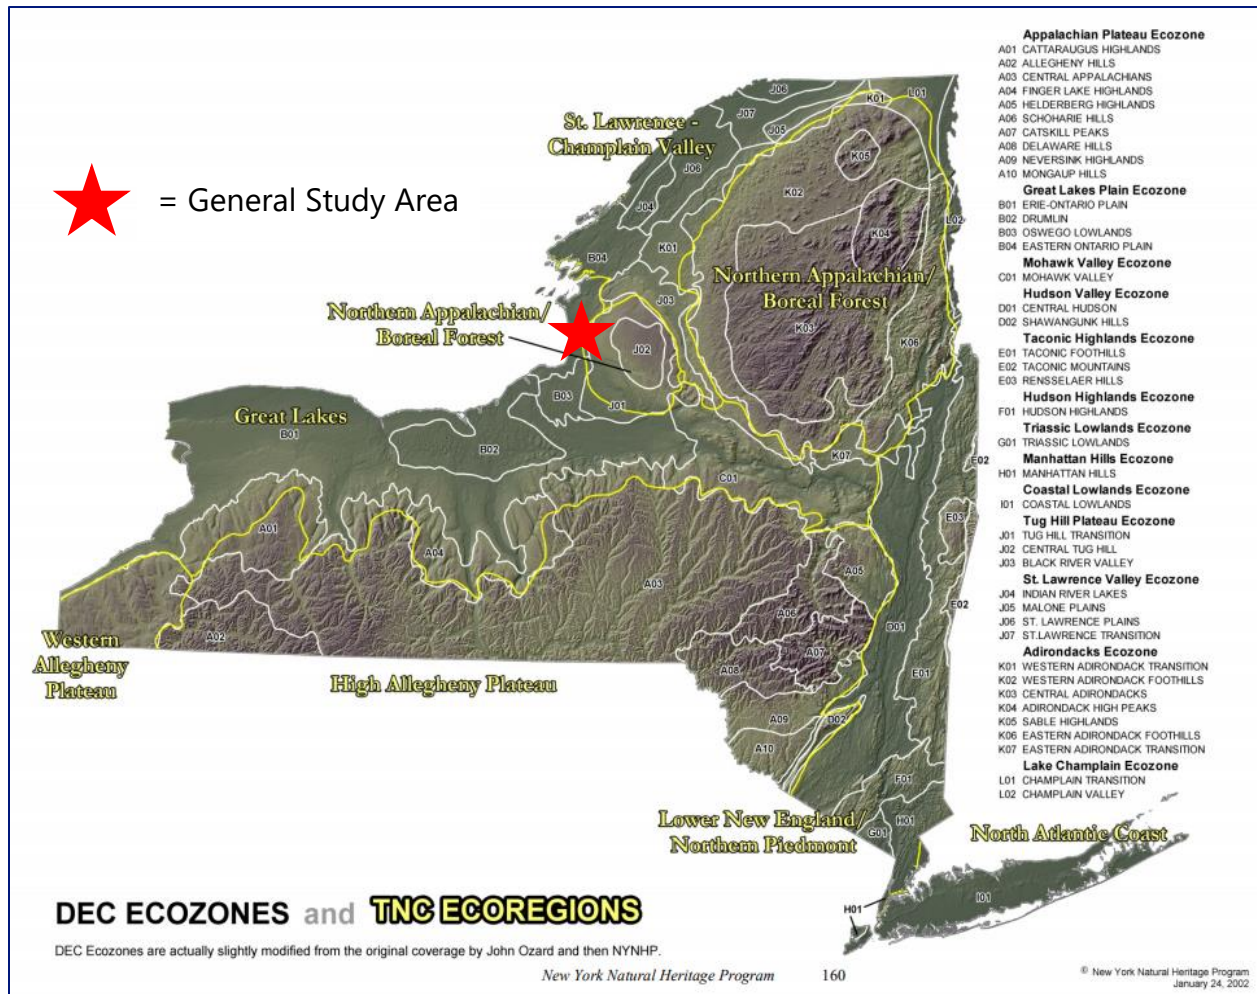 Appalachian Plateau Ecozone
A01 CATTARAUGUS HIGHLANDS
A02 ALLEGHENY HILLS
A03 CENTRAL APPALACHIANS
A04 FINGER LAKE HIGHLANDS
A05 HELDERBERG HIGHLANDS
A06 SCHOHARIE HILLS
A07 CATSKILL PEAKS
A08 DELAWARE HILLS
A09 NEVERSINK HIGHLANDS
A10 MONGAUP HILLS
Great Lakes Plain Ecozone
B01 ERIE-ONTARIO PLAIN
B02 DRUMLIN
B03 OSWEGO LOWLANDS
B04 EASTERN ONTARIO PLAIN
Mohawk Valley Ecozone
C01 MOHAWK VALLEY
Hudson Valley Ecozone
D01 CENTRAL HUDSON
D02 SHAWANGUNK HILLS
Taconic Highlands Ecozone
E01 TACONIC FOOTHILLS
E02 TACONIC MOUNTAINS
E03 RENSSELAER HILLS
Hudson Highlands Ecozone
F01 HUDSON HIGHLANDS
Triassic Lowlands Ecozone
G01 TRIASSIC LOWLANDS
Manhattan Hills Ecozone
H01 MANHATTAN HILLS
Coastal Lowlands Ecozone
I01 COASTAL LOWLANDS
Tug Hill Plateau Ecozone
J01 TUG HILL TRANSITION
J02 CENTRAL TUG HILL
J03 BLACK RIVER VALLEY
St. Lawrence Valley Ecozone
J04 INDIAN RIVER LAKES
J05 MALONE PLAINS
J06 ST. LAWRENCE PLAINS
J07 ST.LAWRENCE TRANSITION
Adirondacks Ecozone
K01 WESTERN ADIRONDACK TRANSITION
K02 WESTERN ADIRONDACK FOOTHILLS
K03 CENTRAL ADIRONDACKS
K04 ADIRONDACK HIGH PEAKS
K05 SABLE HIGHLANDS
K06 EASTERN ADIRONDACK FOOTHILLS
K07 EASTERN ADIRONDACK TRANSITION
Lake Champlain Ecozone
L01 CHAMPLAIN TRANSITION
L02 CHAMPLAIN VALLEY
= General Study Area
St. Lawrence -
Champlain Valley
Northern Appalachian/
Boreal Forest
Northern Appalachian/
Boreal Forest
Great Lakes
Western
Allegheny
Plateau
High Allegheny Plateau
Lower New England/
Northern Piedmont
North Atlantic Coast
J06
J07
J05
K01
L01
K05
J06
K02
J04
L02
K04
K01
B04
J03
K03
K06
J02
B03
J01
B01
B02
K07
E02
C01
A01
E03
A04
A03
A05
E02
A06
D01
A02
A07
A08
E01
A09
D02
A10
F01
H01
G01
I01
H01
DEC ECOZONES and TNC ECOREGIONS
DEC Ecozones are actually slightly modified from the original coverage by John Ozard and then NYNHP.
New York Natural Heritage Program 160
© New York Natural Heritage Program
January 24, 2002